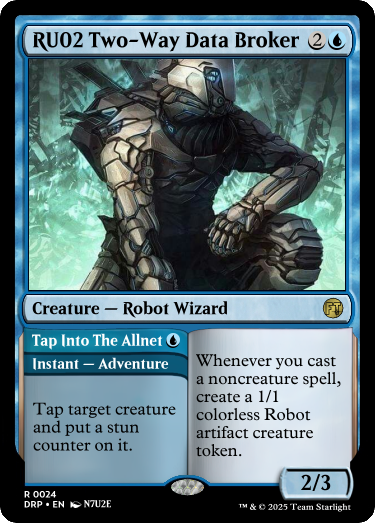 RU02 Two-Way Data Broker 2
Creature — Robot Wizard
FT
Tap Into The Allnet
Instant — Adventure
Tap target creature
and put a stun
counter on it.
Whenever you cast
a noncreature spell,
create a 1/1
colorless Robot
artifact creature
token.
2/3
R 0024
DRP • EN N7U2E
™ & © 2025 Team Starlight